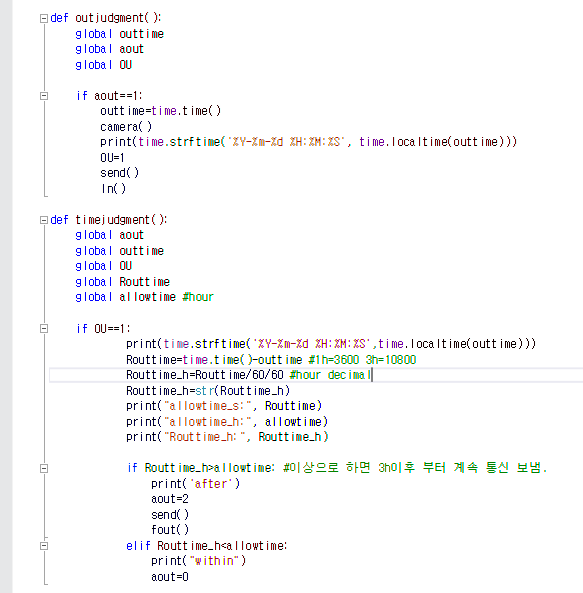 def outjudgment():
    global outtime
    global aout
    global OU

    if aout==1:
        outtime=time.time()
        camera()
        print(time.strftime('%Y-%m-%d %H:%M:%S', time.localtime(outtime)))
        OU=1
        send()
        ln()

def timejudgment():
    global aout
    global outtime
    global OU
    global Routtime
    global allowtime #hour

    if OU==1:
            print(time.strftime('%Y-%m-%d %H:%M:%S',time.localtime(outtime)))
            Routtime=time.time()-outtime #1h=3600 3h=10800
            Routtime_h=Routtime/60/60 #hour decimal
            Routtime_h=str(Routtime_h)
            print("allowtime_s:", Routtime)
            print("allowtime_h:", allowtime)
            print("Routtime_h:", Routtime_h)

            if Routtime_h>allowtime: #이상으로 하면 3h이후 부터 계속 통신 보냄.
                print('after')
                aout=2
                send()
                fout()
            elif Routtime_h<allowtime:
                print("within")
                aout=0